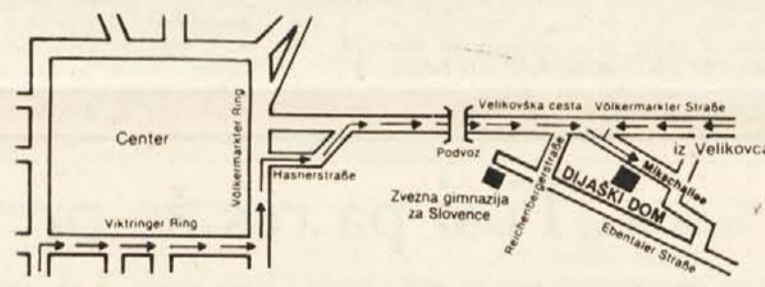 Velikovška cesta
Völkermarkter Straße
Völkermarkter Ring
Center
Podvoz
iz Velikovca
Hasnerstraße
Mikschallee
Zvezna gimnazija
za Slovence
Reichenbergerstraße
DIJAŠKI DOM
Viktringer Ring
Ebentaler Straße